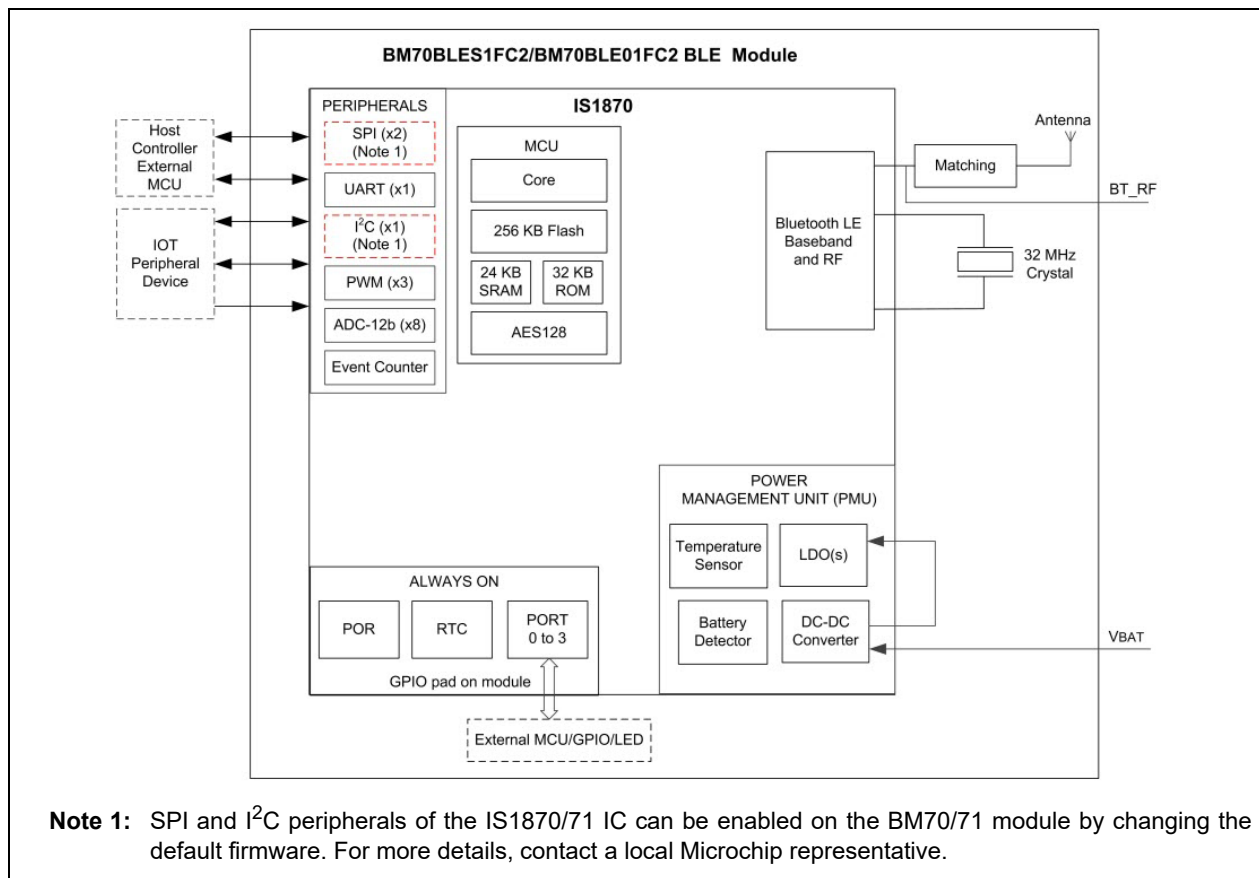 BM70BLES1FC2/BM70BLE01FC2 BLE Module
IS1870
PERIPHERALS
SPI (x2)
(Note 1)
UART (x1)
I²C (x1)
(Note 1)
PWM (x3)
ADC-12b (x8)
Event Counter
Host
Controller
External
MCU
IOT
Peripheral
Device
MCU
Core
256 KB Flash
24 KB
SRAM
32 KB
ROM
AES128
Bluetooth LE
Baseband
and RF
Matching
Antenna
BT_RF
32 MHz
Crystal
POWER
MANAGEMENT UNIT (PMU)
Temperature
Sensor
LDO(s)
Battery
Detector
DC-DC
Converter
VBAT
ALWAYS ON
POR
RTC
PORT
0 to 3
GPIO pad on module
External MCU/GPIO/LED
Note 1: SPI and I²C peripherals of the IS1870/71 IC can be enabled on the BM70/71 module by changing the
default firmware. For more details, contact a local Microchip representative.